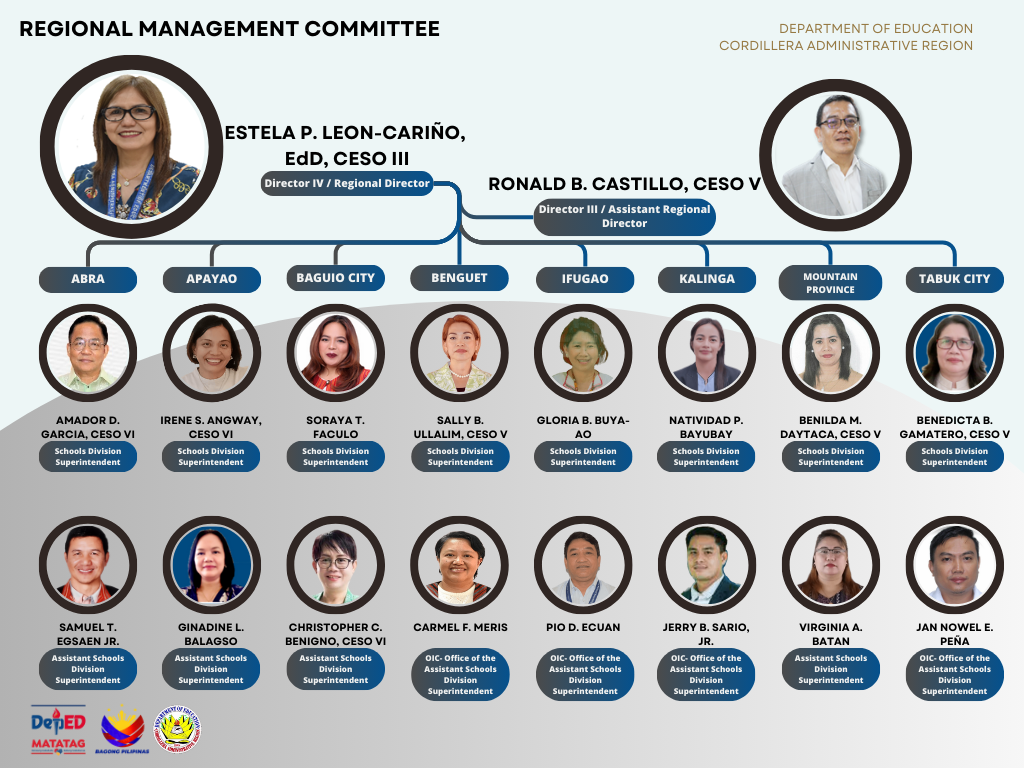 REGIONAL MANAGEMENT COMMITTEE
DEPARTMENT OF EDUCATION
CORDILLERA ADMINISTRATIVE REGION
ESTELA P. LEON-CARIÑO,
EdD, CESO III
Director IV / Regional Director
RONALD B. CASTILLO, CESO V
Director III / Assistant Regional
Director
ABRA
APAYAO
BAGUIO CITY
BENGUET
IFUGAO
KALINGA
MOUNTAIN
PROVINCE
TABUK CITY
AMADOR D.
GARCIA, CESO VI
Schools Division
Superintendent
IRENE S. ANGWAY,
CESO VI
Schools Division
Superintendent
SORAYA T.
FACULO
Schools Division
Superintendent
SALLY B.
ULLALIM, CESO V
Schools Division
Superintendent
GLORIA B. BUYA-
AO
Schools Division
Superintendent
NATIVIDAD P.
BAYUBAY
Schools Division
Superintendent
BENILDA M.
DAYTACA, CESO V
Schools Division
Superintendent
BENEDICTA B.
GAMATERO, CESO V
Schools Division
Superintendent
SAMUEL T.
EGSAEN JR.
Assistant Schools
Division
Superintendent
GINADINE L.
BALAGSO
Assistant Schools
Division
Superintendent
CHRISTOPHER C.
BENIGNO, CESO VI
Assistant Schools
Division
Superintendent
CARMEL F. MERIS
OIC- Office of the
Assistant Schools
Division
Superintendent
PIO D. ECUAN
OIC- Office of the
Assistant Schools
Division
Superintendent
JERRY B. SARIO,
JR.
OIC- Office of the
Assistant Schools
Division
Superintendent
VIRGINIA A.
BATAN
Assistant Schools
Division
Superintendent
JAN NOWEL E.
PEÑA
OIC- Office of the
Assistant Schools
Division
Superintendent
DepED
MATATAG
BAGONG PILIPINAS
DEPARTMENT OF EDUCATION